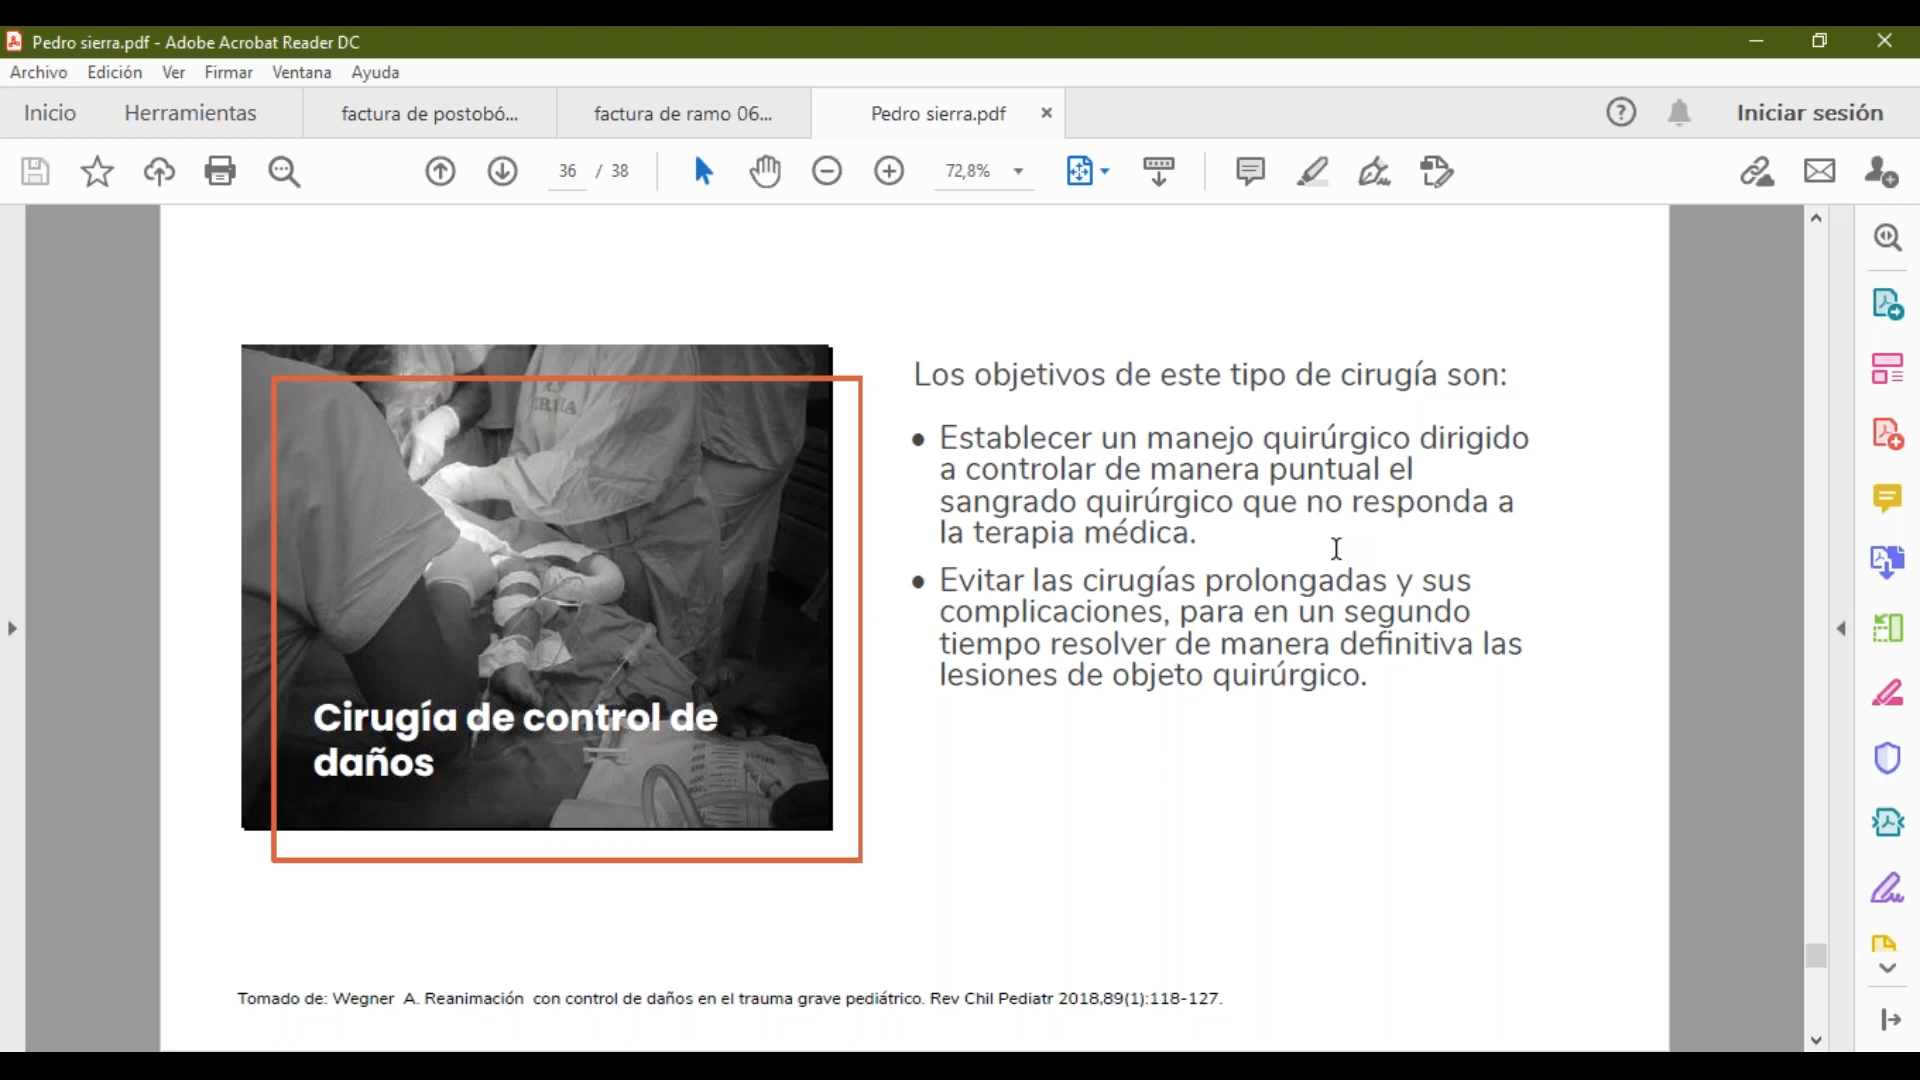 Pedro sierra.pdf - Adobe Acrobat Reader DC
Archivo Edición Ver Firmar Ventana Ayuda
Inicio Herramientas factura de postobó... factura de ramo 06... Pedro sierra.pdf Iniciar sesión
36 / 38 72,8%
Los objetivos de este tipo de cirugía son:
• Establecer un manejo quirúrgico dirigido
a controlar de manera puntual el
sangrado quirúrgico que no responda a
la terapia médica.
• Evitar las cirugías prolongadas y sus
complicaciones, para en un segundo
tiempo resolver de manera definitiva las
lesiones de objeto quirúrgico.
Cirugía de control de
daños
Tomado de: Wegner A. Reanimación con control de daños en el trauma grave pediátrico. Rev Chil Pediatr 2018,89(1):118-127.